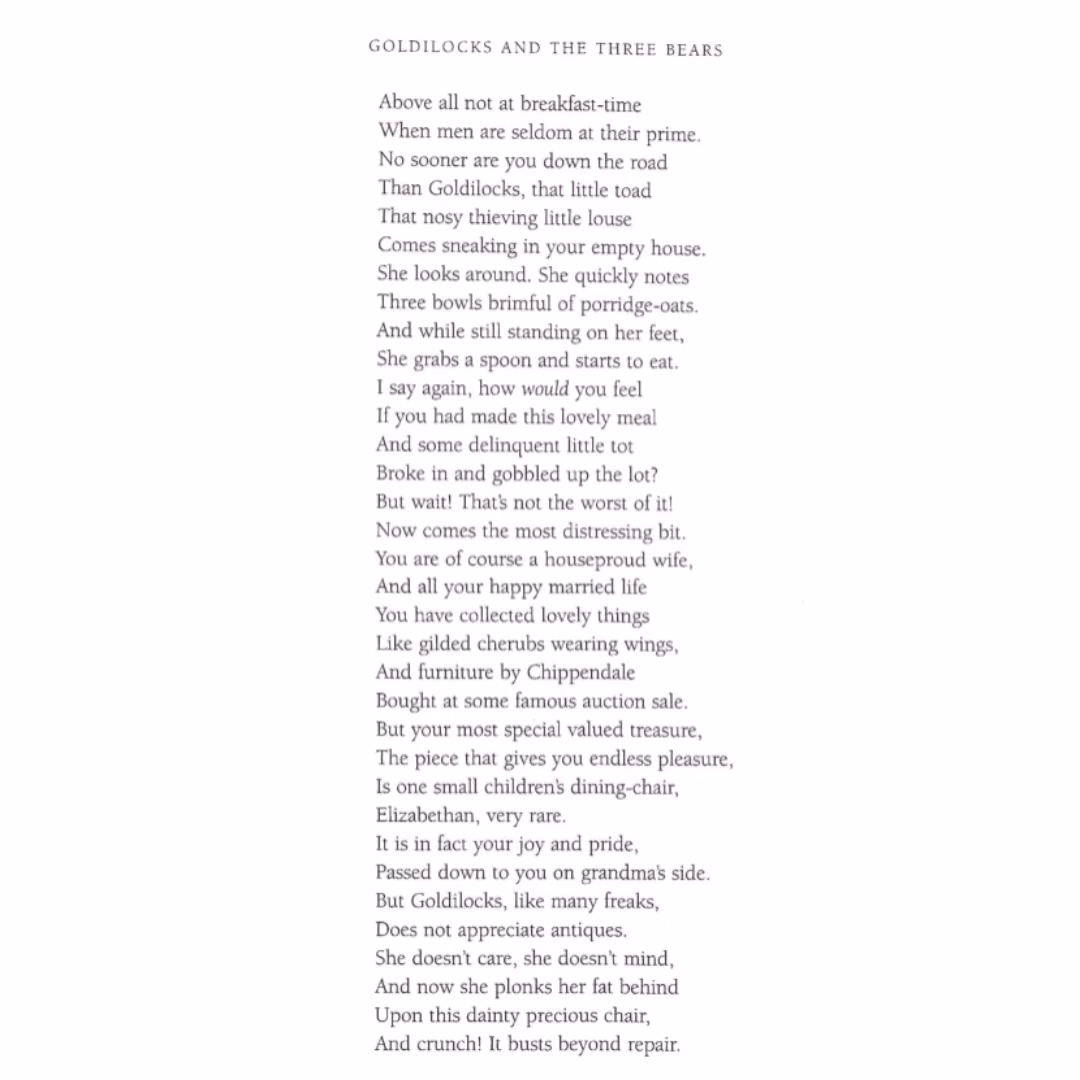 GOLDILOCKS AND THE THREE BEARS
Above all not at breakfast-time
When men are seldom at their prime.
No sooner are you down the road
Than Goldilocks, that little toad
That nosy thieving little louse
Comes sneaking in your empty house.
She looks around. She quickly notes
Three bowls brimful of porridge-oats.
And while still standing on her feet,
She grabs a spoon and starts to eat.
I say again, how would you feel
If you had made this lovely meal
And some delinquent little tot
Broke in and gobbled up the lot?
But wait! That's not the worst of it!
Now comes the most distressing bit.
You are of course a houseproud wife,
And all your happy married life
You have collected lovely things
Like gilded cherubs wearing wings,
And furniture by Chippendale
Bought at some famous auction sale.
But your most special valued treasure,
The piece that gives you endless pleasure,
Is one small children's dining-chair,
Elizabethan, very rare.
It is in fact your joy and pride,
Passed down to you on grandma's side.
But Goldilocks, like many freaks,
Does not appreciate antiques.
She doesn't care, she doesn't mind,
And now she plonks her fat behind
Upon this dainty precious chair,
And crunch! It busts beyond repair.